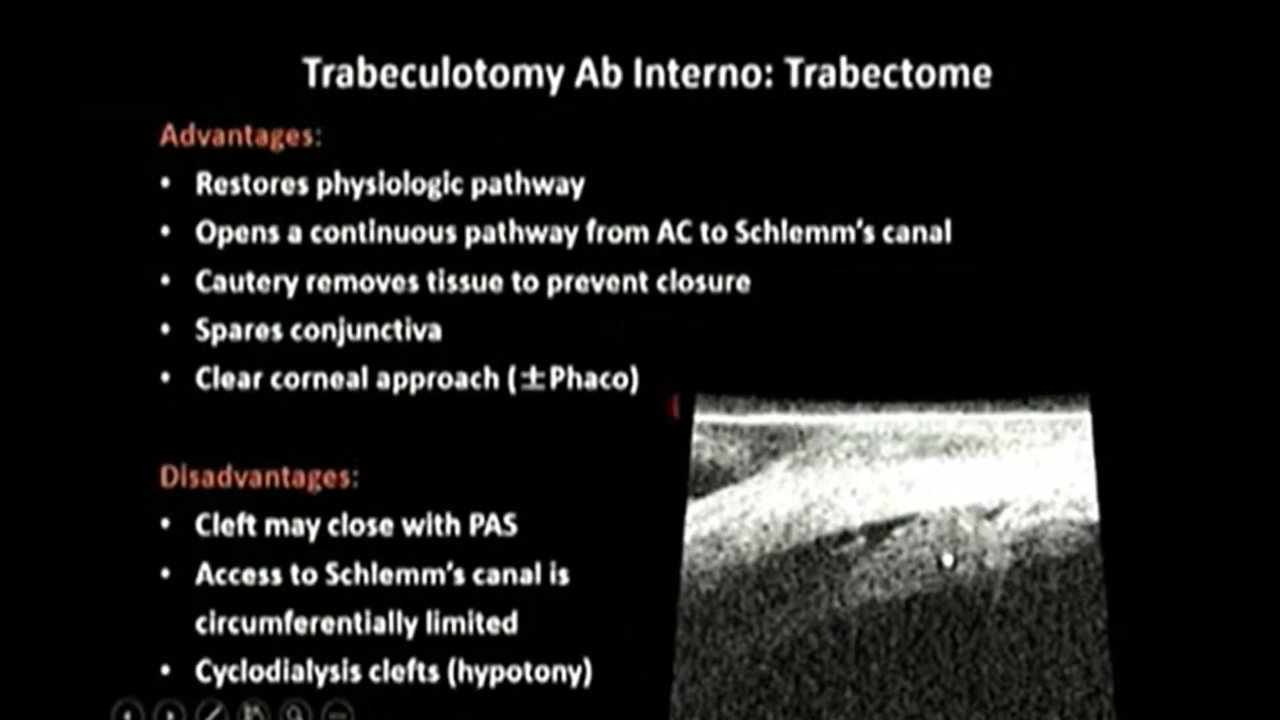 Trabeculotomy Ab Interno: Trabectome
Advantages:
• Restores physiologic pathway
• Opens a continuous pathway from AC to Schlemm's canal
• Cautery removes tissue to prevent closure
• Spares conjunctiva
• Clear corneal approach (±Phaco)
Disadvantages:
• Cleft may close with PAS
• Access to Schlemm's canal is
circumferentially limited
• Cyclodialysis clefts (hypotony)